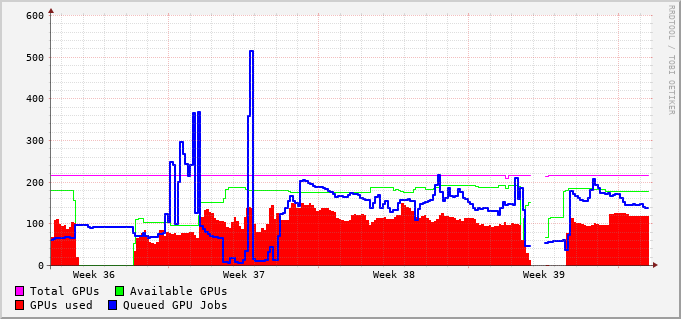 600
500
400
300
200
100
0
Week 36 Week 37 Week 38 Week 39
Total GPUs Available GPUs
GPUs used Queued GPU Jobs
RRDTOOL / TOBI OETIKER